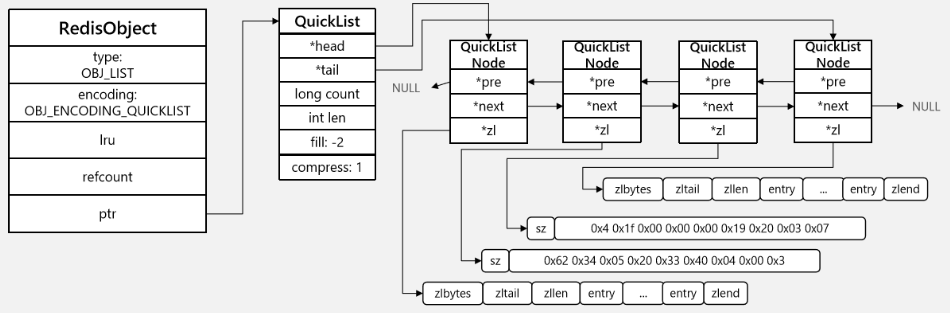 RedisObject
type:
OBJ_LIST
encoding:
OBJ_ENCODING_QUICKLIST
lru
refcount
ptr
QuickList
*head
*tail
long count
int len
fill: -2
compress: 1
NULL
QuickList
Node
*pre
*next
*zl
QuickList
Node
*pre
*next
*zl
QuickList
Node
*pre
*next
*zl
QuickList
Node
*pre
*next
*zl
NULL
zlbytes zltail zllen entry ... entry zlend
sz 0x4 0x1f 0x00 0x00 0x00 0x19 0x20 0x03 0x07
sz 0x62 0x34 0x05 0x20 0x33 0x40 0x04 0x00 0x3
zlbytes zltail zllen entry ... entry zlend